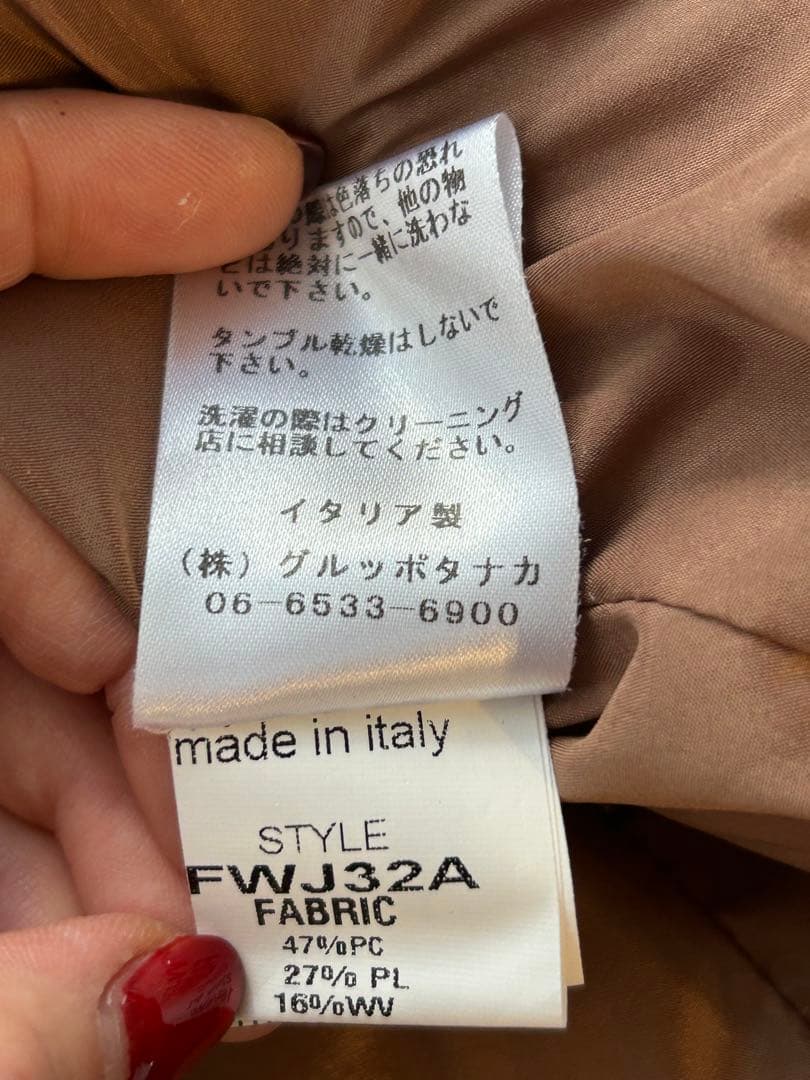 際は色落ちの恐れ
りますので、他の物
とは絶対に一緒に洗わな
いで下さい。
タンブル乾燥はしないで
下さい。
洗濯の際はクリーニング
店に相談してください。
イタリア製
(株)グルッポタナカ
06-6533-6900
made in italy
STYLE
FWJ32A
FABRIC
47%PC
27% PL
16%WV